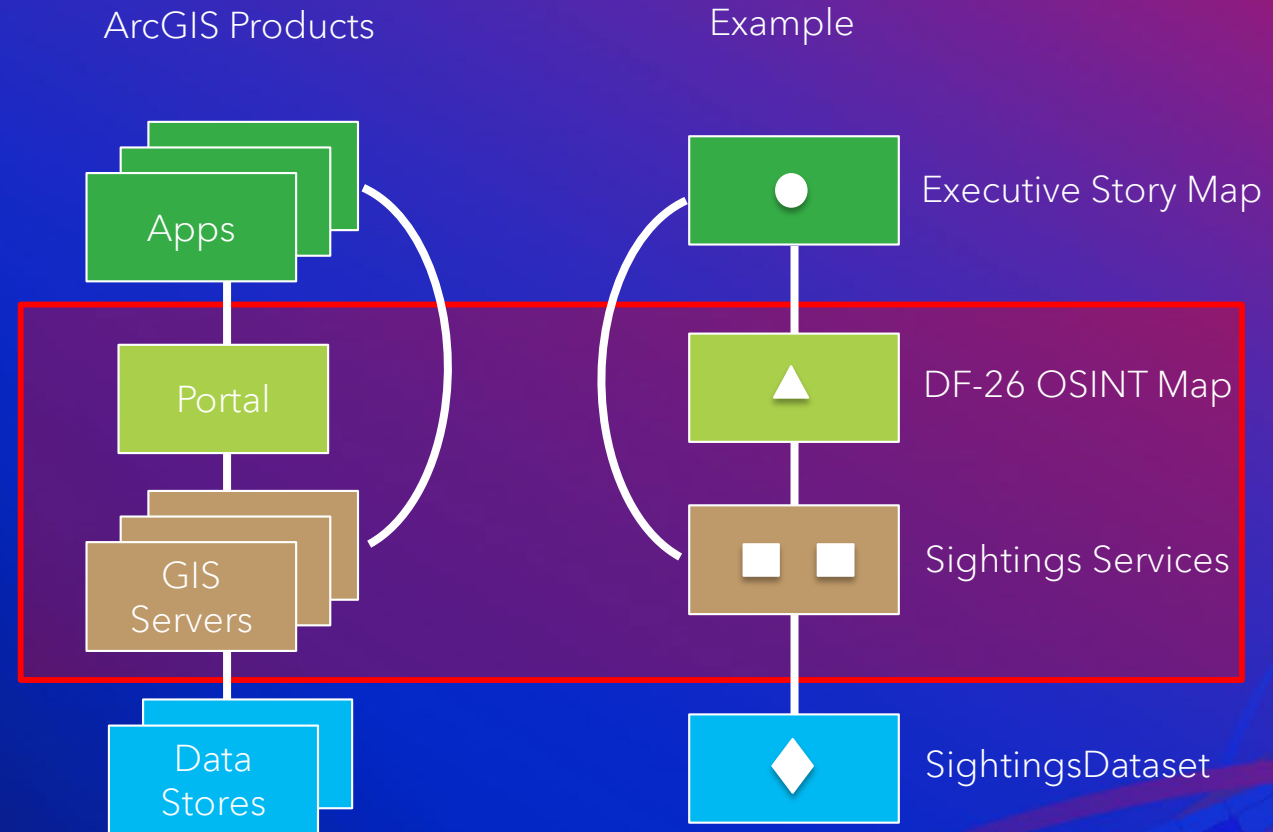 ArcGIS Products
Example
Apps
Executive Story Map
Portal
DF-26 OSINT Map
GIS
Servers
Sightings Services
Data
Stores
SightingsDataset